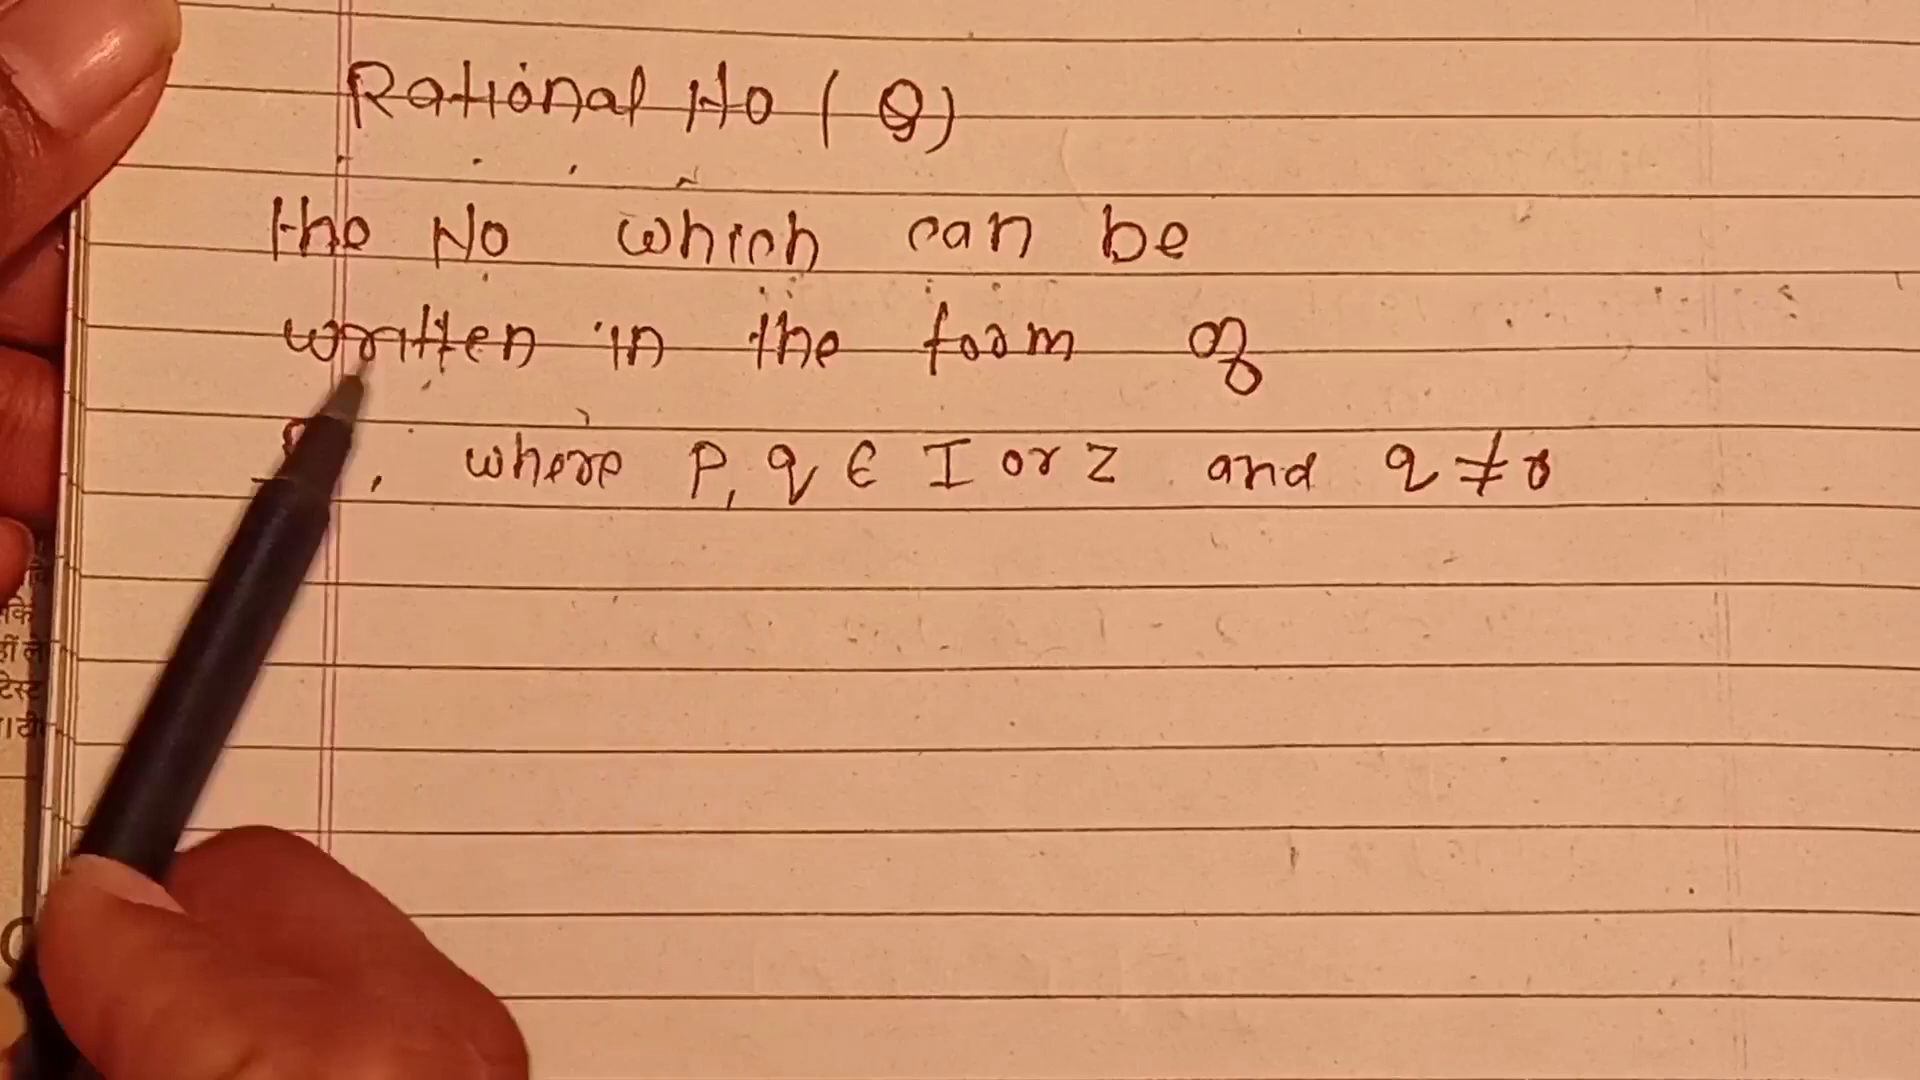 Rational No ( Q )
the No which can be
written in the form of
P , where P, q ∈ I or Z and q ≠ 0
टेस्ट